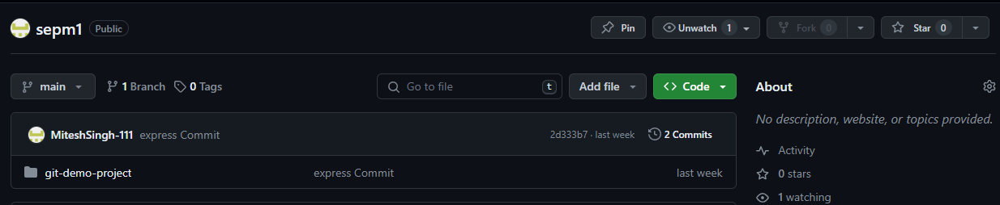 sepm1 Public Pin Unwatch 1 Fork 0 Star 0
main 1 Branch 0 Tags Go to file t Add file Code
MiteshSingh-111 express Commit 2d333b7 · last week 2 Commits
git-demo-project express Commit last week
About
No description, website, or topics provided.
Activity
0 stars
1 watching